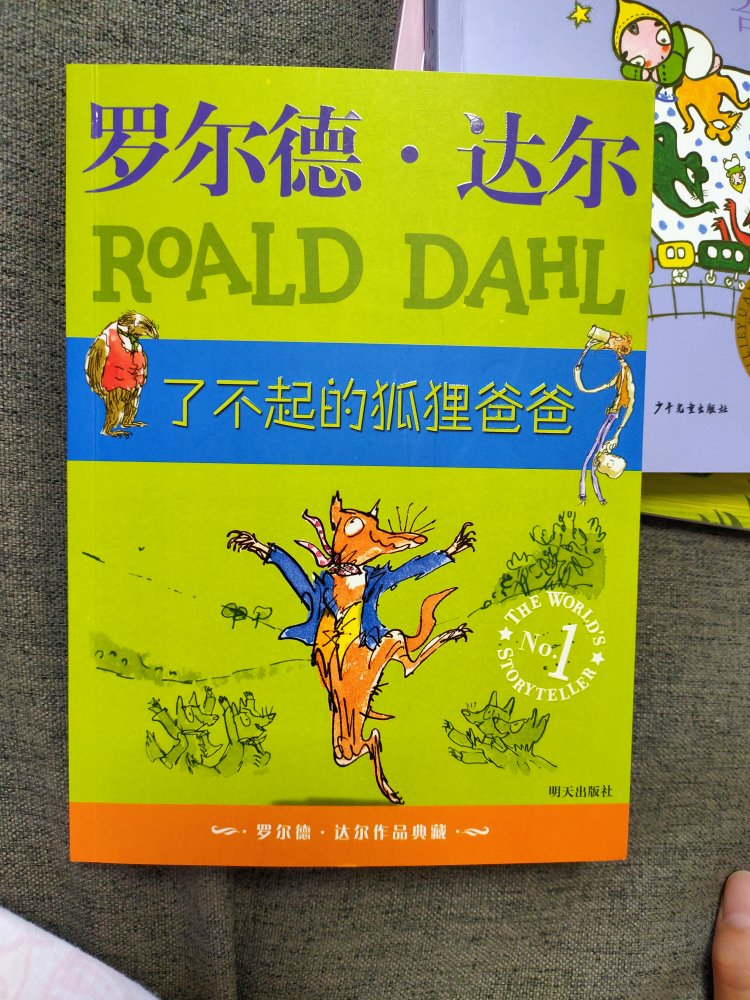 罗尔德·达尔
ROALD DAHL
了不起的狐狸爸爸
THE WORLD'S
No.1
STORYTELLER
明天出版社
·罗尔德·达尔作品典藏·
少年儿童出版社